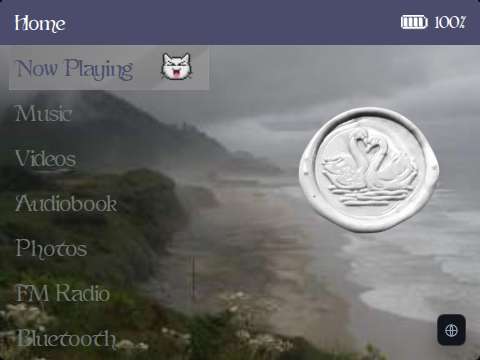 Home
100%
Now Playing
Music
Videos
Audiobook
Photos
FM Radio
Bluetooth